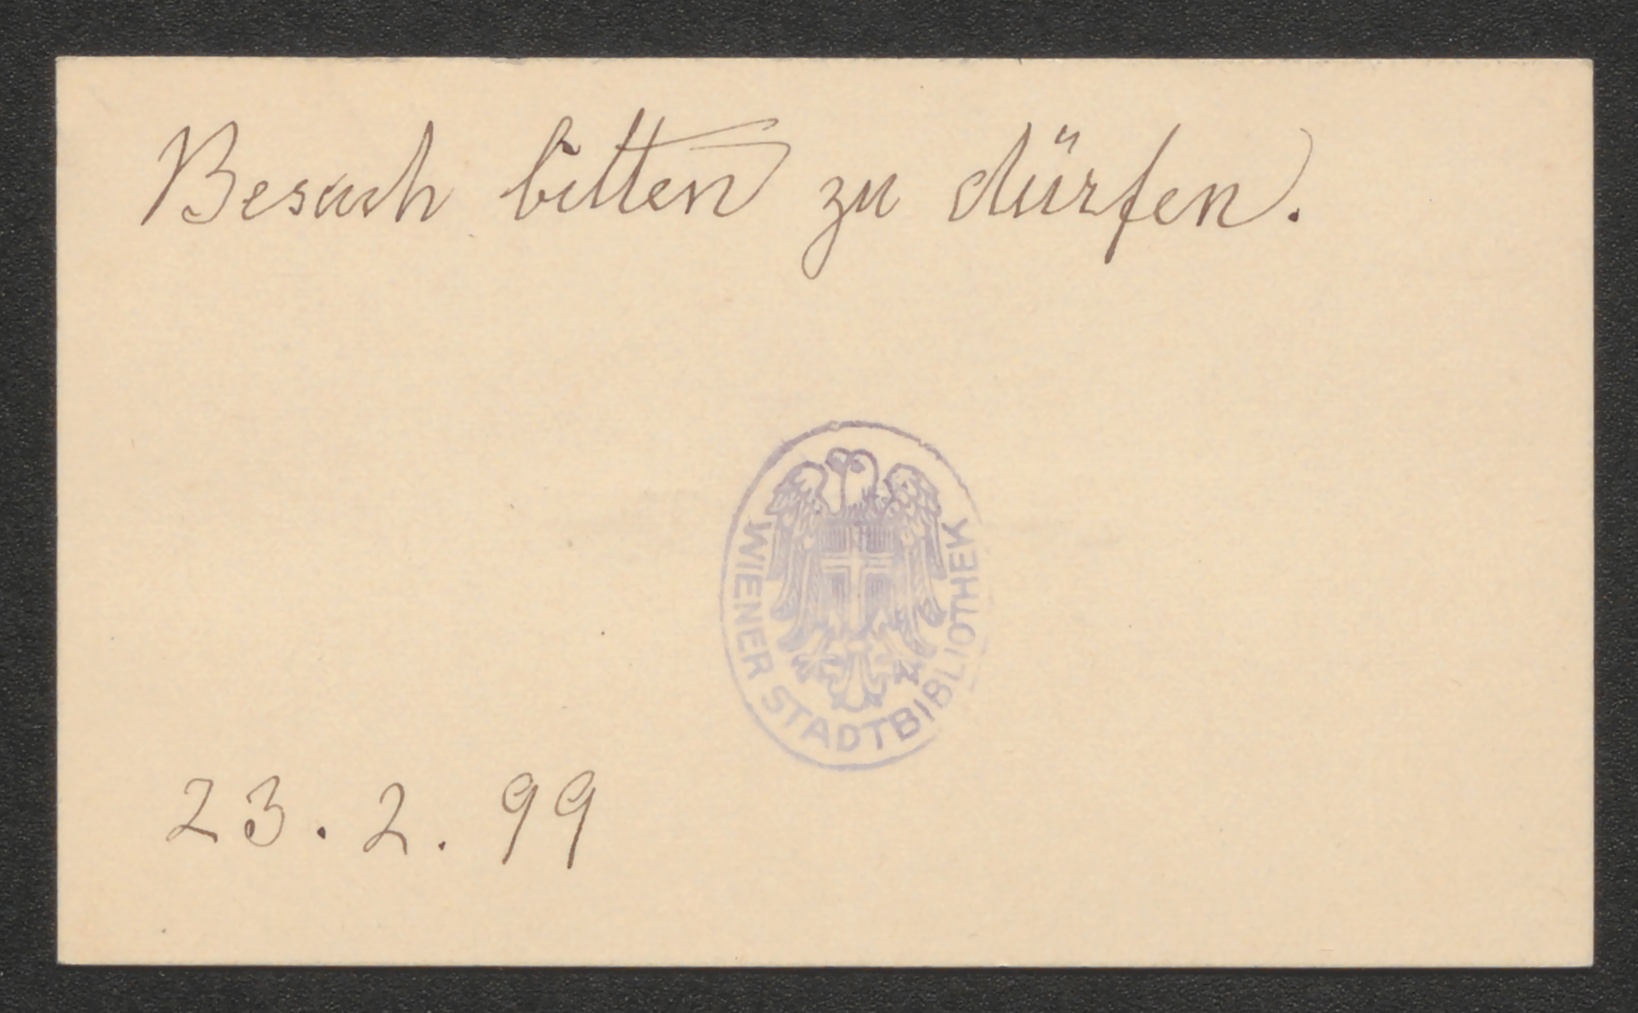 Besuch bitten zu dürfen.
WIENER STADTBIBLIOTHEK
23. 2. 99